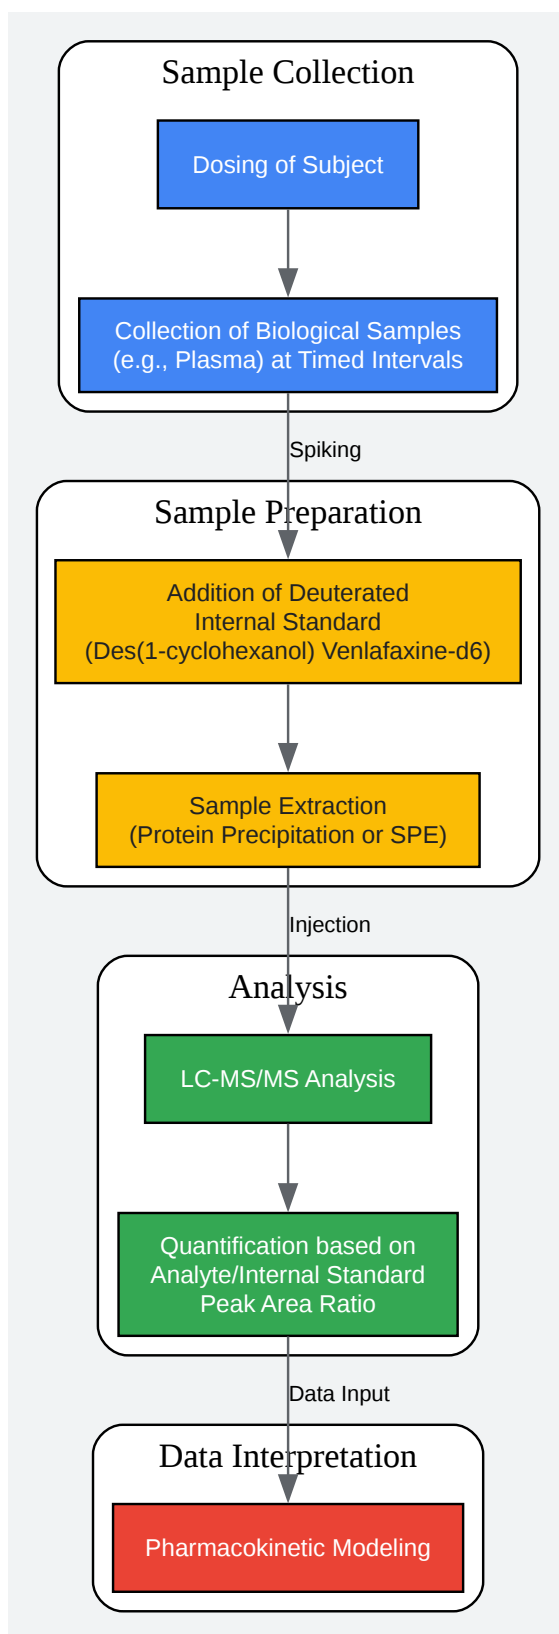 Sample Collection
Dosing of Subject
Collection of Biological Samples
(e.g., Plasma) at Timed Intervals
Spiking
Sample Preparation
Addition of Deuterated
Internal Standard
(Des(1-cyclohexanol) Venlafaxine-d6)
Sample Extraction
(Protein Precipitation or SPE)
Injection
Analysis
LC-MS/MS Analysis
Quantification based on
Analyte/Internal Standard
Peak Area Ratio
Data Input
Data Interpretation
Pharmacokinetic Modeling